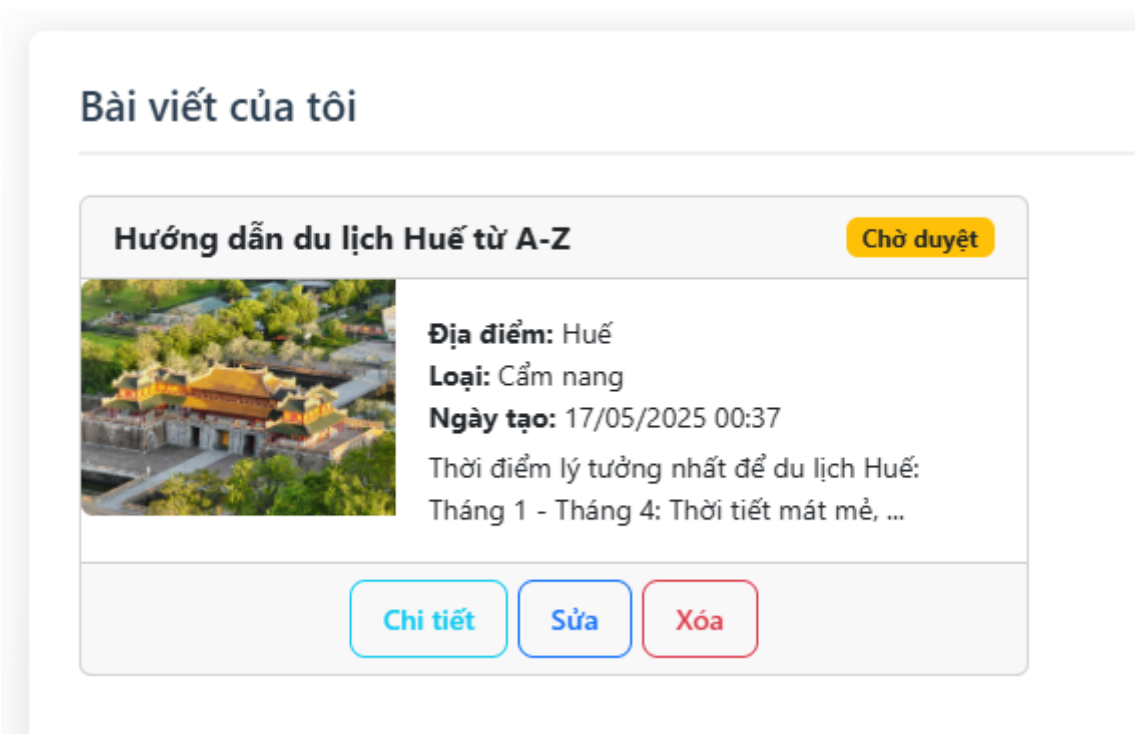 Bài viết của tôi
Hướng dẫn du lịch Huế từ A-Z
Chờ duyệt
Địa điểm: Huế
Loại: Cẩm nang
Ngày tạo: 17/05/2025 00:37
Thời điểm lý tưởng nhất để du lịch Huế:
Tháng 1 - Tháng 4: Thời tiết mát mẻ, ...
Chi tiết
Sửa
Xóa